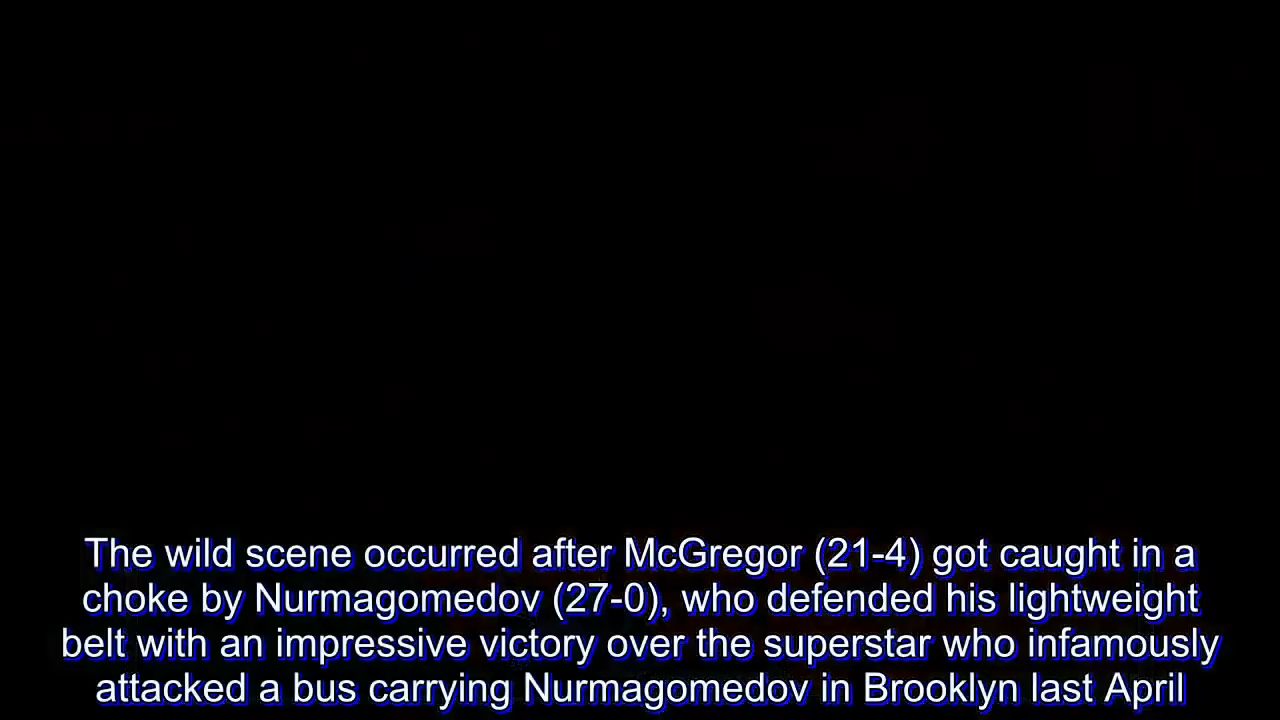 The wild scene occurred after McGregor (21-4) got caught in a
choke by Nurmagomedov (27-0), who defended his lightweight
belt with an impressive victory over the superstar who infamously
attacked a bus carrying Nurmagomedov in Brooklyn last April